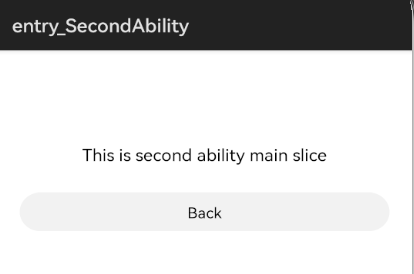 entry_SecondAbility
This is second ability main slice
Back